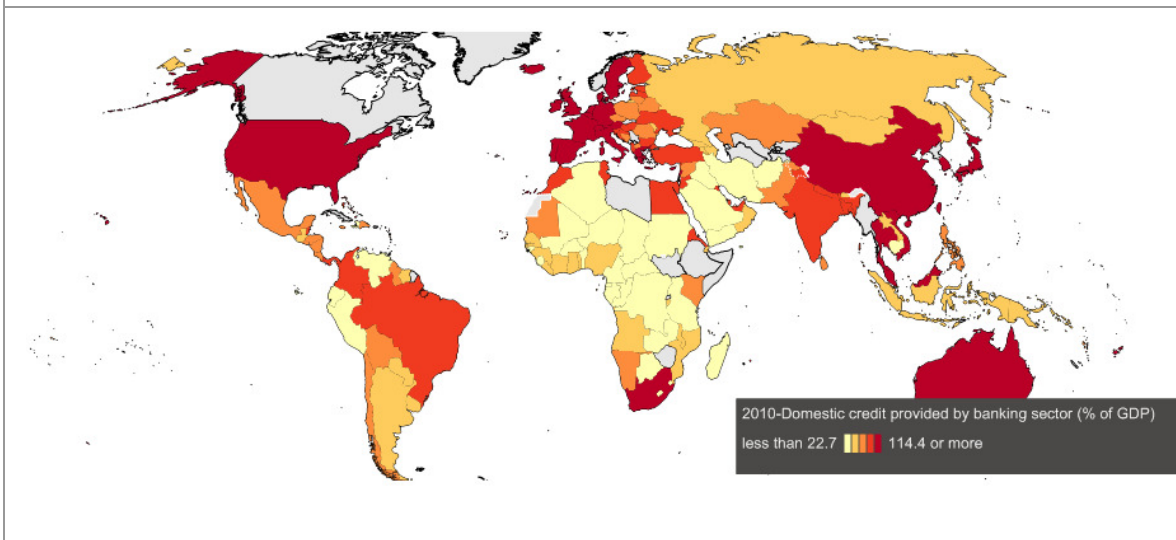 2010-Domestic credit provided by banking sector (% of GDP)
less than 22.7 114.4 or more